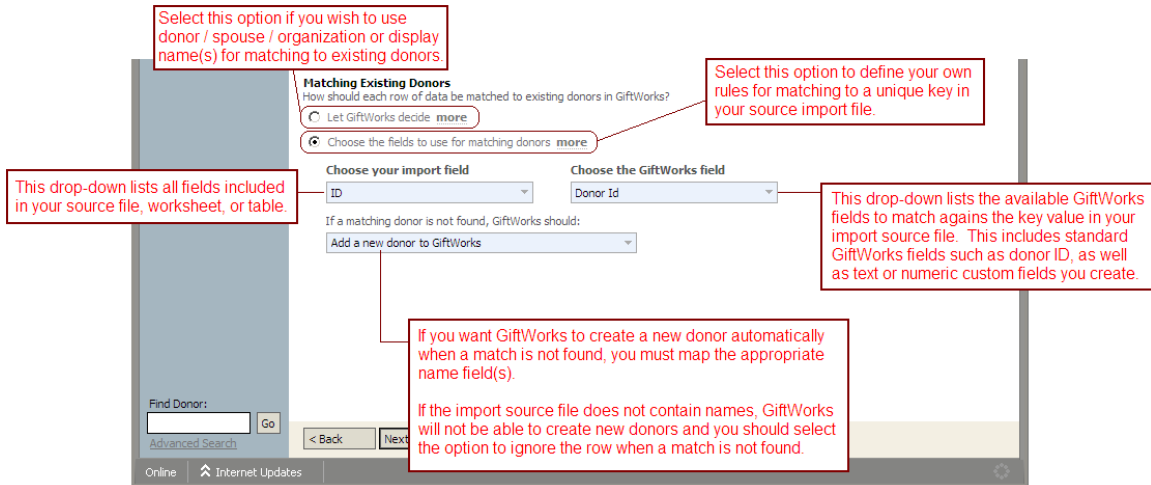 Select this option if you wish to use
donor / spouse / organization or display
name(s) for matching to existing donors.
Matching Existing Donors
How should each row of data be matched to existing donors in GiftWorks?
Let GiftWorks decide more
Choose the fields to use for matching donors more
Select this option to define your own
rules for matching to a unique key in
your source import file.
Choose your import field
Choose the GiftWorks field
ID
Donor Id
This drop-down lists all fields included
in your source file, worksheet, or table.
This drop-down lists the available GiftWorks
fields to match agains the key value in your
import source file. This includes standard
GiftWorks fields such as donor ID, as well
as text or numeric custom fields you create.
If a matching donor is not found, GiftWorks should:
Add a new donor to GiftWorks
If you want GiftWorks to create a new donor automatically
when a match is not found, you must map the appropriate
name field(s).
If the import source file does not contain names, GiftWorks
will not be able to create new donors and you should select
the option to ignore the row when a match is not found.
Find Donor:
Go
Advanced Search
< Back
Next
Online
Internet Updates